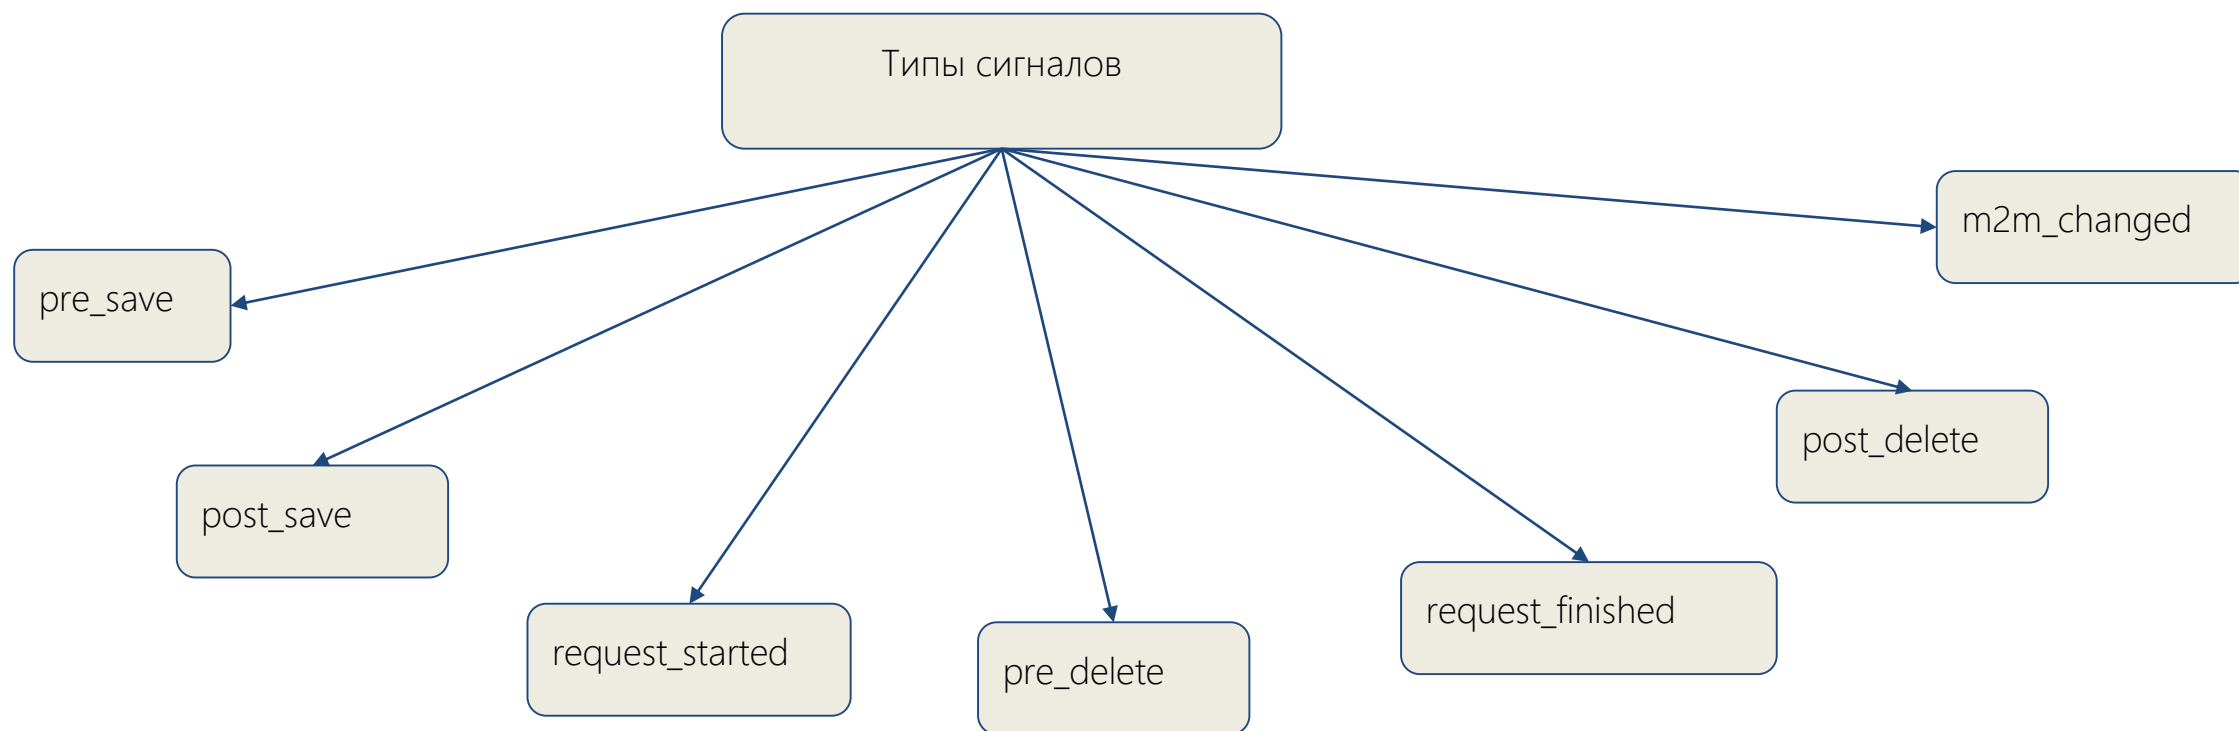 Типы сигналов
m2m_changed
pre_save
post_delete
post_save
request_finished
request_started
pre_delete